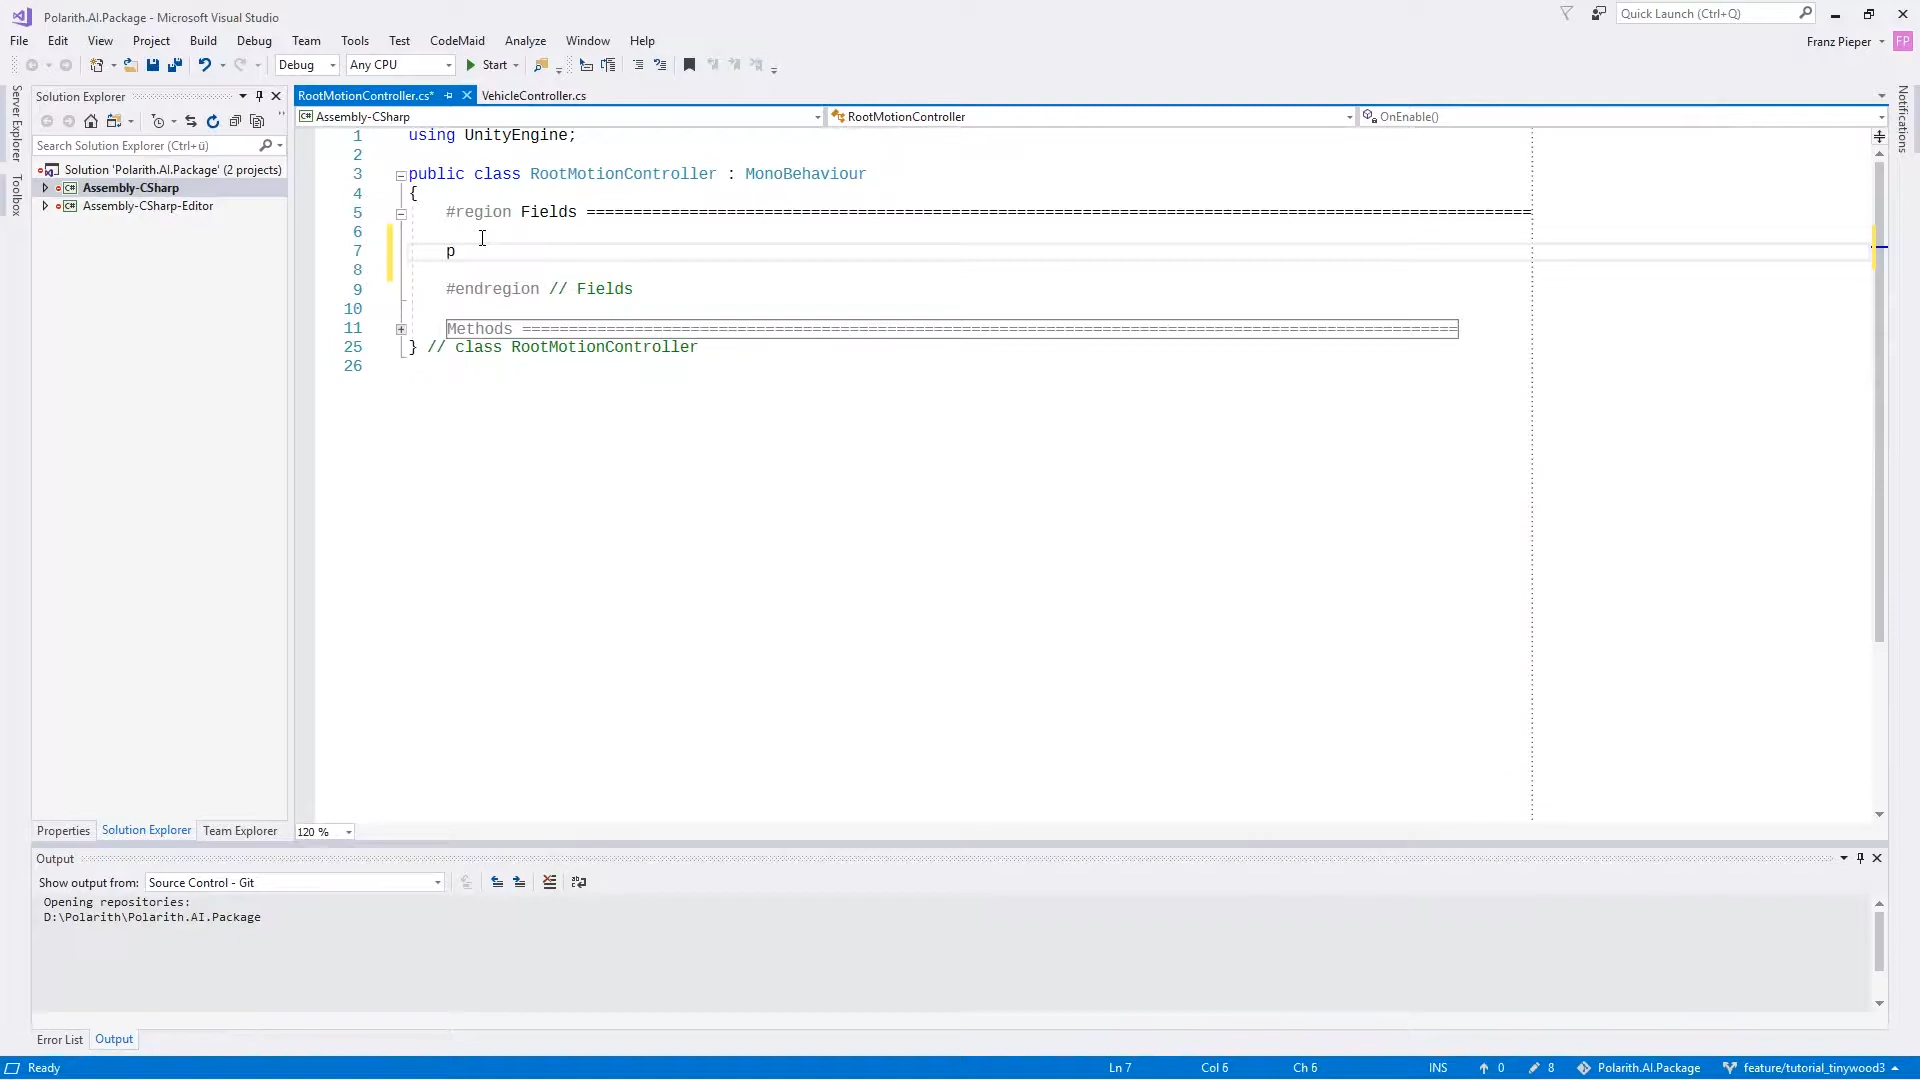 Polarith.AI.Package - Microsoft Visual Studio
Quick Launch (Ctrl+Q)
File Edit View Project Build Debug Team Tools Test CodeMaid Analyze Window Help
Franz Pieper FP
Debug Any CPU Start
Server Explorer
Toolbox
Notifications
Solution Explorer
Search Solution Explorer (Ctrl+ü)
Solution 'Polarith.AI.Package' (2 projects)
C# Assembly-CSharp
C# Assembly-CSharp-Editor
RootMotionController.cs* VehicleController.cs
C# Assembly-CSharp RootMotionController OnEnable()
1 using UnityEngine;
2
3 public class RootMotionController : MonoBehaviour
4 {
5 #region Fields =====================================================================================================
6
7 p
8
9 #endregion // Fields
10
11 Methods ====================================================================================================
25 } // class RootMotionController
26
Properties Solution Explorer Team Explorer
120 %
Output
Show output from: Source Control - Git
Opening repositories:
D:\Polarith\Polarith.AI.Package
Error List Output
Ready Ln 7 Col 6 Ch 6 INS 0 8 Polarith.AI.Package feature/tutorial_tinywood3